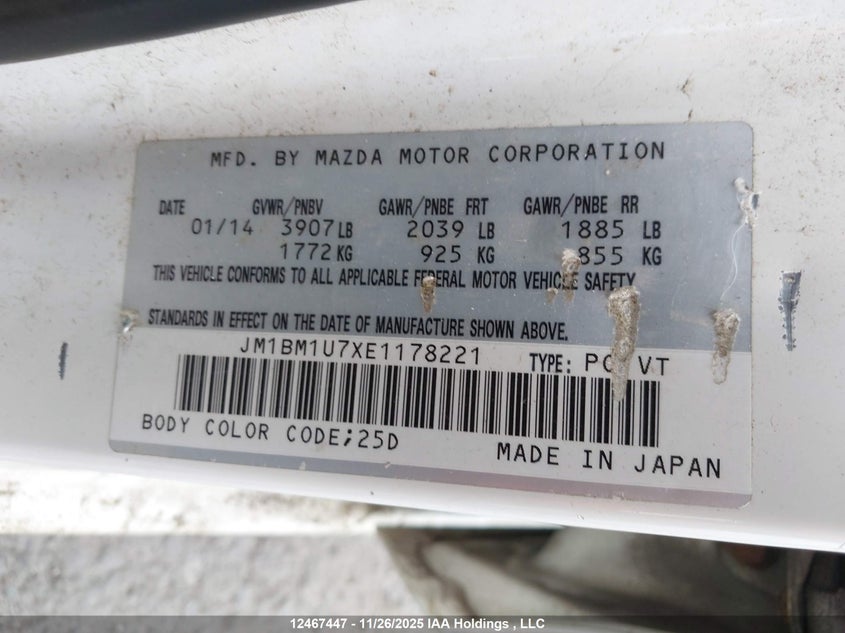 MFD. BY MAZDA MOTOR CORPORATION
DATE GVWR/PNBV GAWR/PNBE FRT GAWR/PNBE RR
01/14 3907 LB 2039 LB 1885 LB
1772 KG 925 KG 855 KG
THIS VEHICLE CONFORMS TO ALL APPLICABLE FEDERAL MOTOR VEHICLE SAFETY
STANDARDS IN EFFECT ON THE DATE OF MANUFACTURE SHOWN ABOVE.
JM1BM1U7XE1178221 TYPE: VT
BODY COLOR CODE;25D
MADE IN JAPAN
12467447 - 11/26/2025 IAA Holdings , LLC